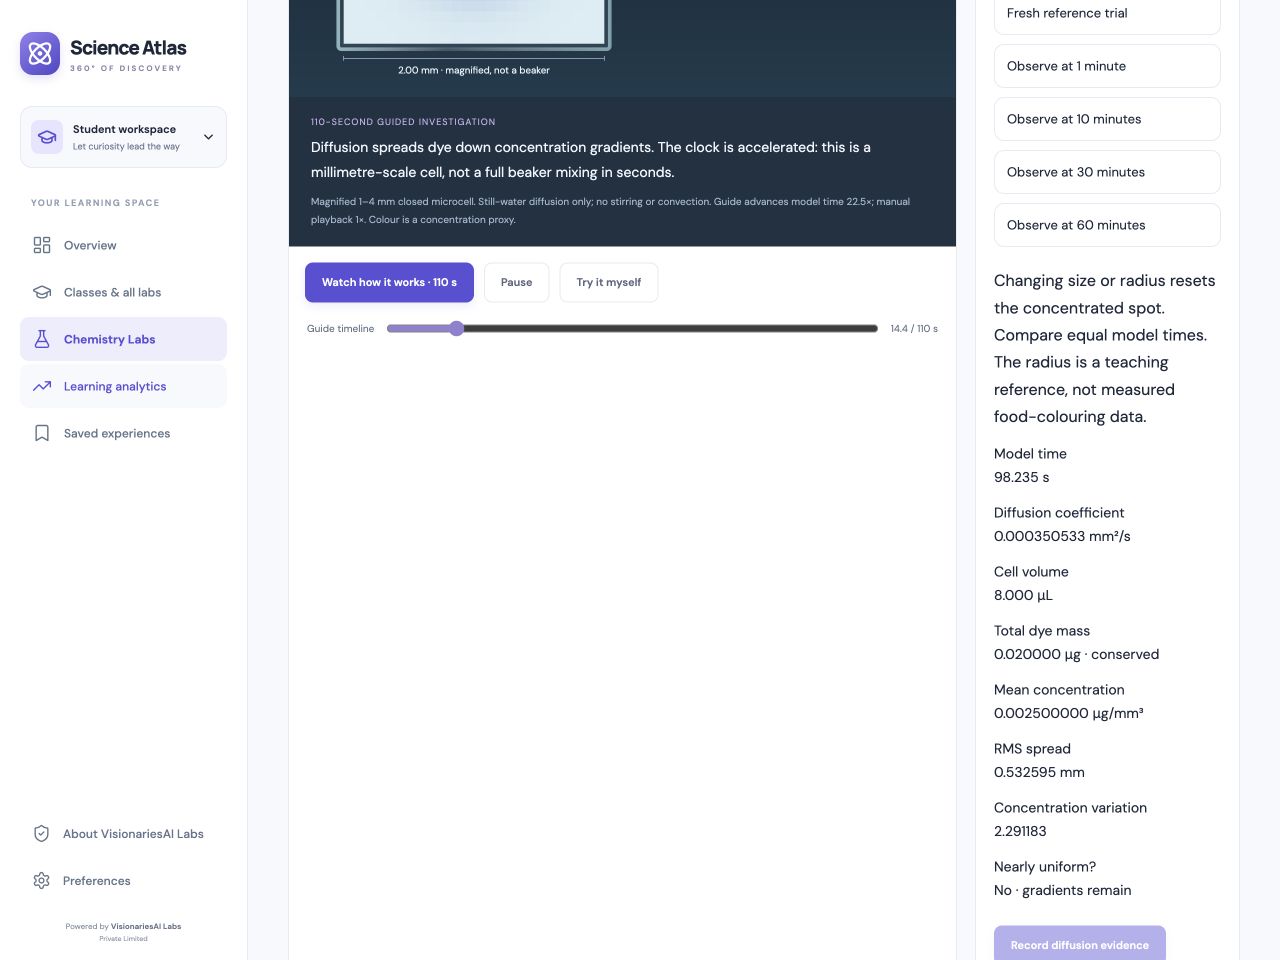 Science Atlas
360° OF DISCOVERY
Student workspace
Let curiosity lead the way
YOUR LEARNING SPACE
Overview
Classes & all labs
Chemistry Labs
Learning analytics
Saved experiences
About VisionariesAI Labs
Preferences
Powered by VisionariesAI Labs
Private Limited
2.00 mm · magnified, not a beaker
110-SECOND GUIDED INVESTIGATION
Diffusion spreads dye down concentration gradients. The clock is accelerated: this is a
millimetre-scale cell, not a full beaker mixing in seconds.
Magnified 1–4 mm closed microcell. Still-water diffusion only; no stirring or convection. Guide advances model time 22.5×; manual
playback 1×. Colour is a concentration proxy.
Watch how it works · 110 s
Pause
Try it myself
Guide timeline
14.4 / 110 s
Fresh reference trial
Observe at 1 minute
Observe at 10 minutes
Observe at 30 minutes
Observe at 60 minutes
Changing size or radius resets
the concentrated spot.
Compare equal model times.
The radius is a teaching
reference, not measured
food-colouring data.
Model time
98.235 s
Diffusion coefficient
0.000350533 mm²/s
Cell volume
8.000 µL
Total dye mass
0.020000 µg · conserved
Mean concentration
0.002500000 µg/mm³
RMS spread
0.532595 mm
Concentration variation
2.291183
Nearly uniform?
No · gradients remain
Record diffusion evidence